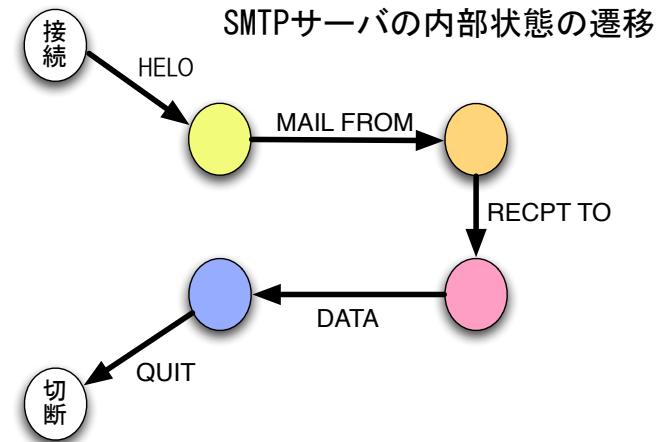 SMTPサーバの内部状態の遷移
接続
HELO
MAIL FROM
RECPT TO
DATA
QUIT
切断